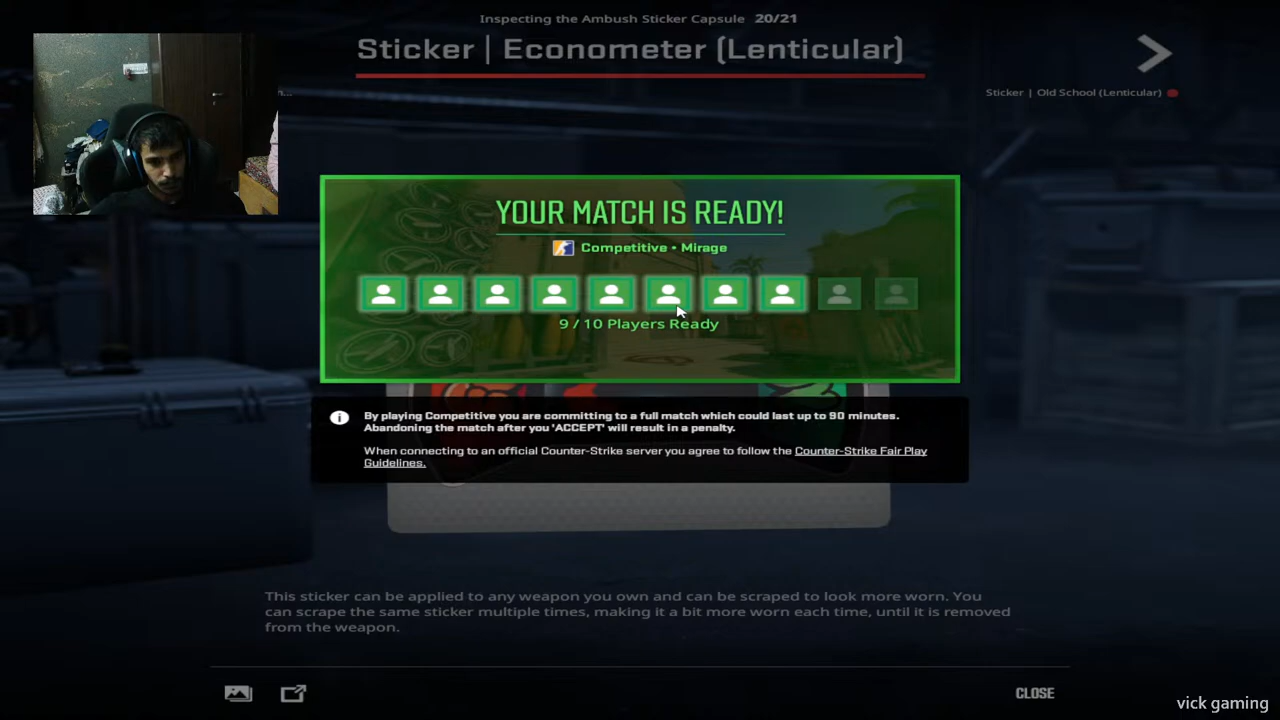 Inspecting the Ambush Sticker Capsule 20/21
Sticker | Econometer (Lenticular)
Sticker | Old School (Lenticular)
YOUR MATCH IS READY!
Competitive • Mirage
9 / 10 Players Ready
By playing Competitive you are committing to a full match which could last up to 90 minutes.
Abandoning the match after you 'ACCEPT' will result in a penalty.
When connecting to an official Counter-Strike server you agree to follow the Counter-Strike Fair Play
Guidelines.
This sticker can be applied to any weapon you own and can be scraped to look more worn. You
can scrape the same sticker multiple times, making it a bit more worn each time, until it is removed
from the weapon.
CLOSE
vick gaming